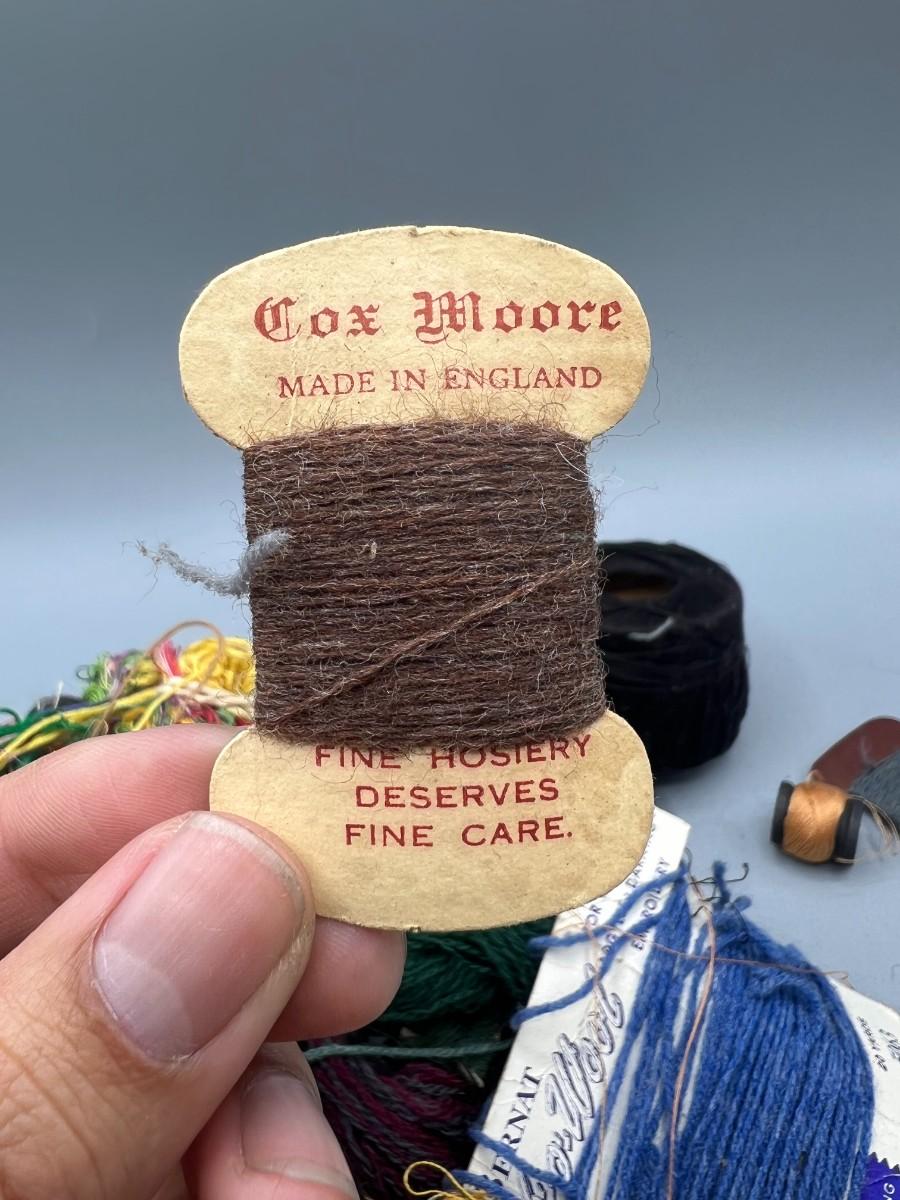 Cox Moore
MADE IN ENGLAND
FINE HOSIERY
DESERVES
FINE CARE.